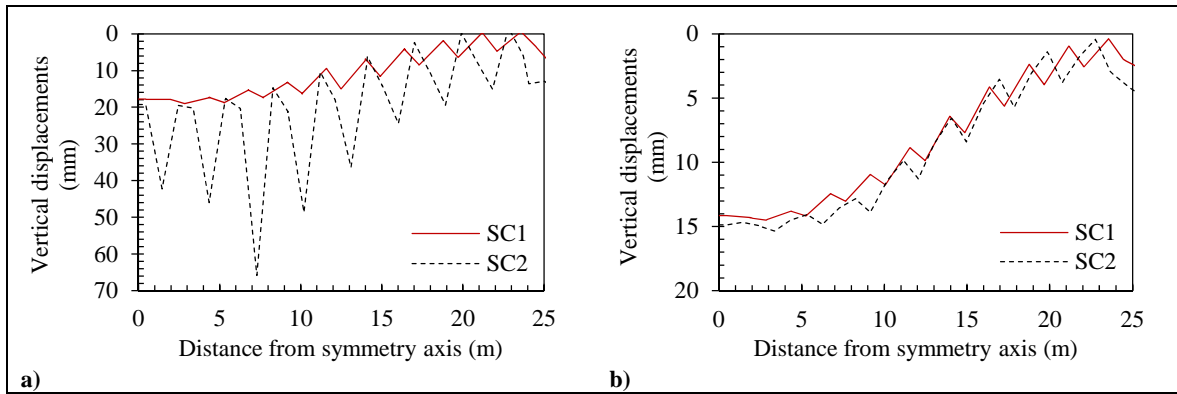 Vertical displacements
(mm)
0
10
20
30
40
50
60
70
SC1
SC2
0 5 10 15 20 25
Distance from symmetry axis (m)
a)
Vertical displacements
(mm)
0
5
10
15
20
SC1
SC2
0 5 10 15 20 25
Distance from symmetry axis (m)
b)